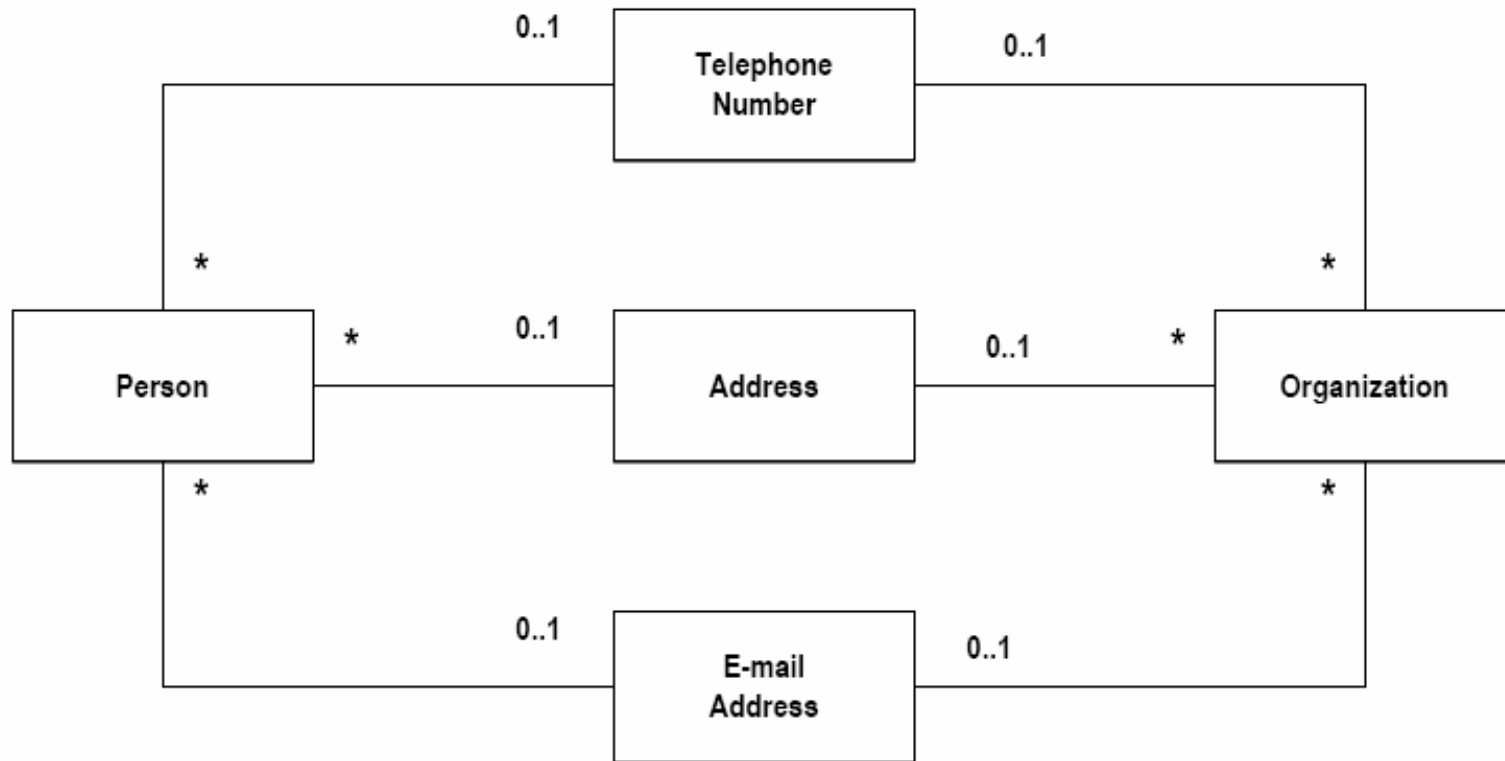 0..1
Telephone
Number
0..1
*
*
Person
*
0..1
Address
0..1
*
Organization
*
*
0..1
E-mail
Address
0..1